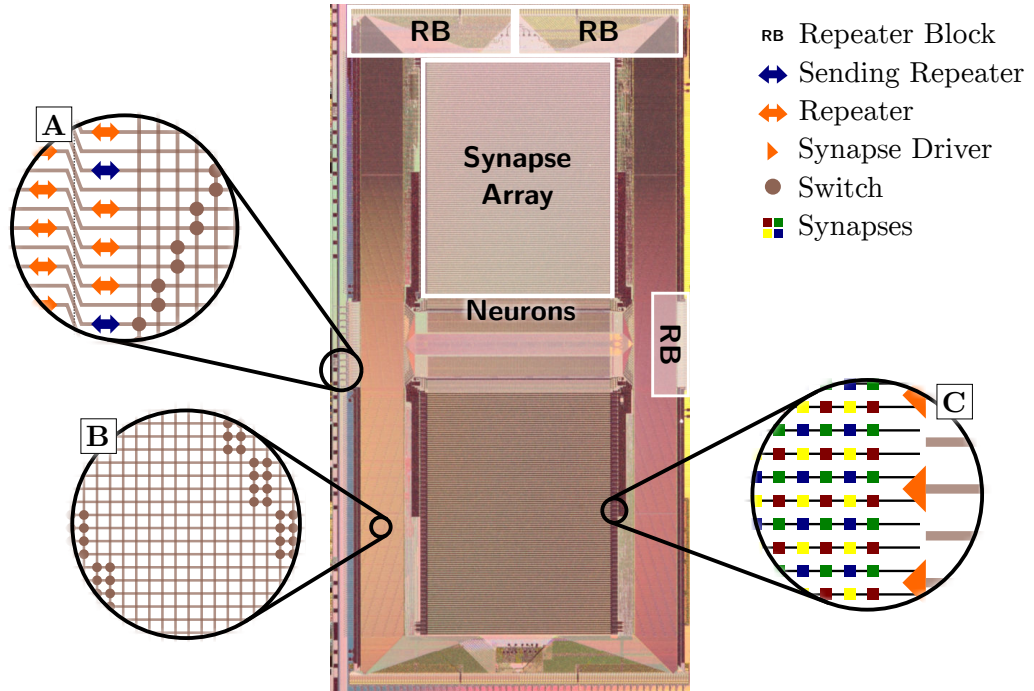 RB
RB
RB Repeater Block
Sending Repeater
Repeater
Synapse Driver
Switch
Synapses
A
Synapse
Array
Neurons
RB
B
C